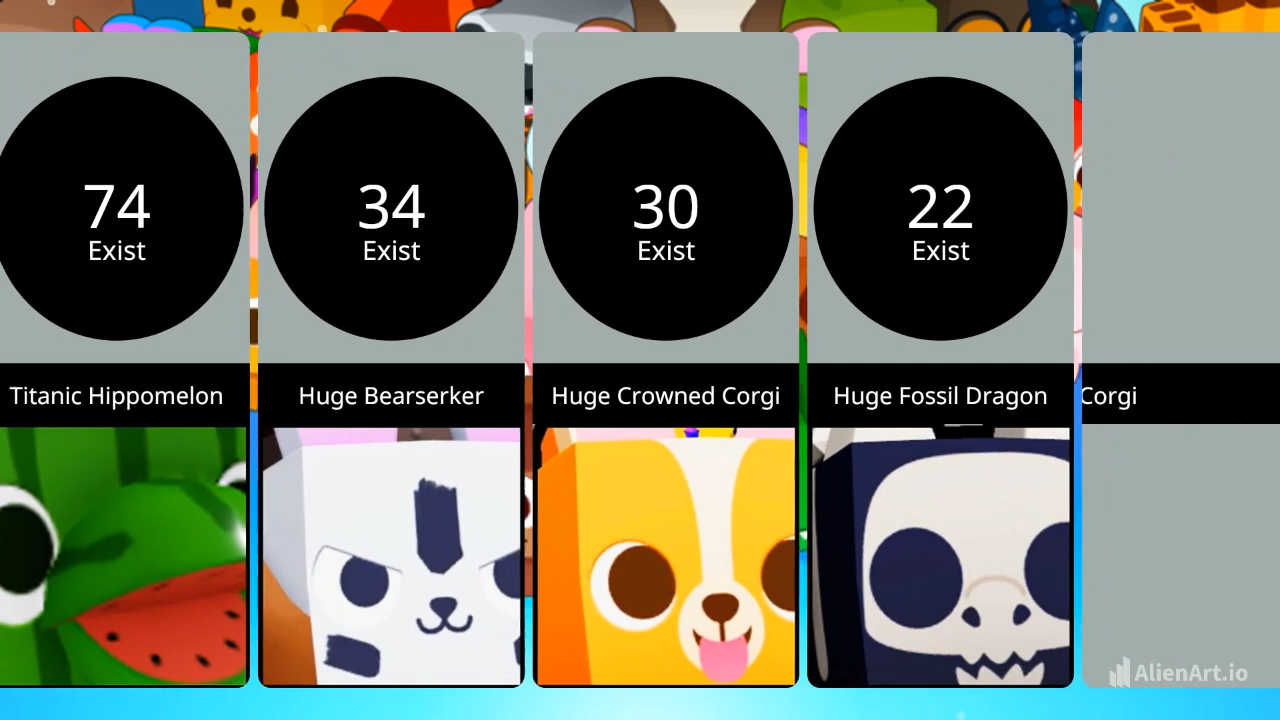 74
Exist
Titanic Hippomelon
34
Exist
Huge Bearserker
30
Exist
Huge Crowned Corgi
22
Exist
Huge Fossil Dragon
Corgi
AlienArt.io